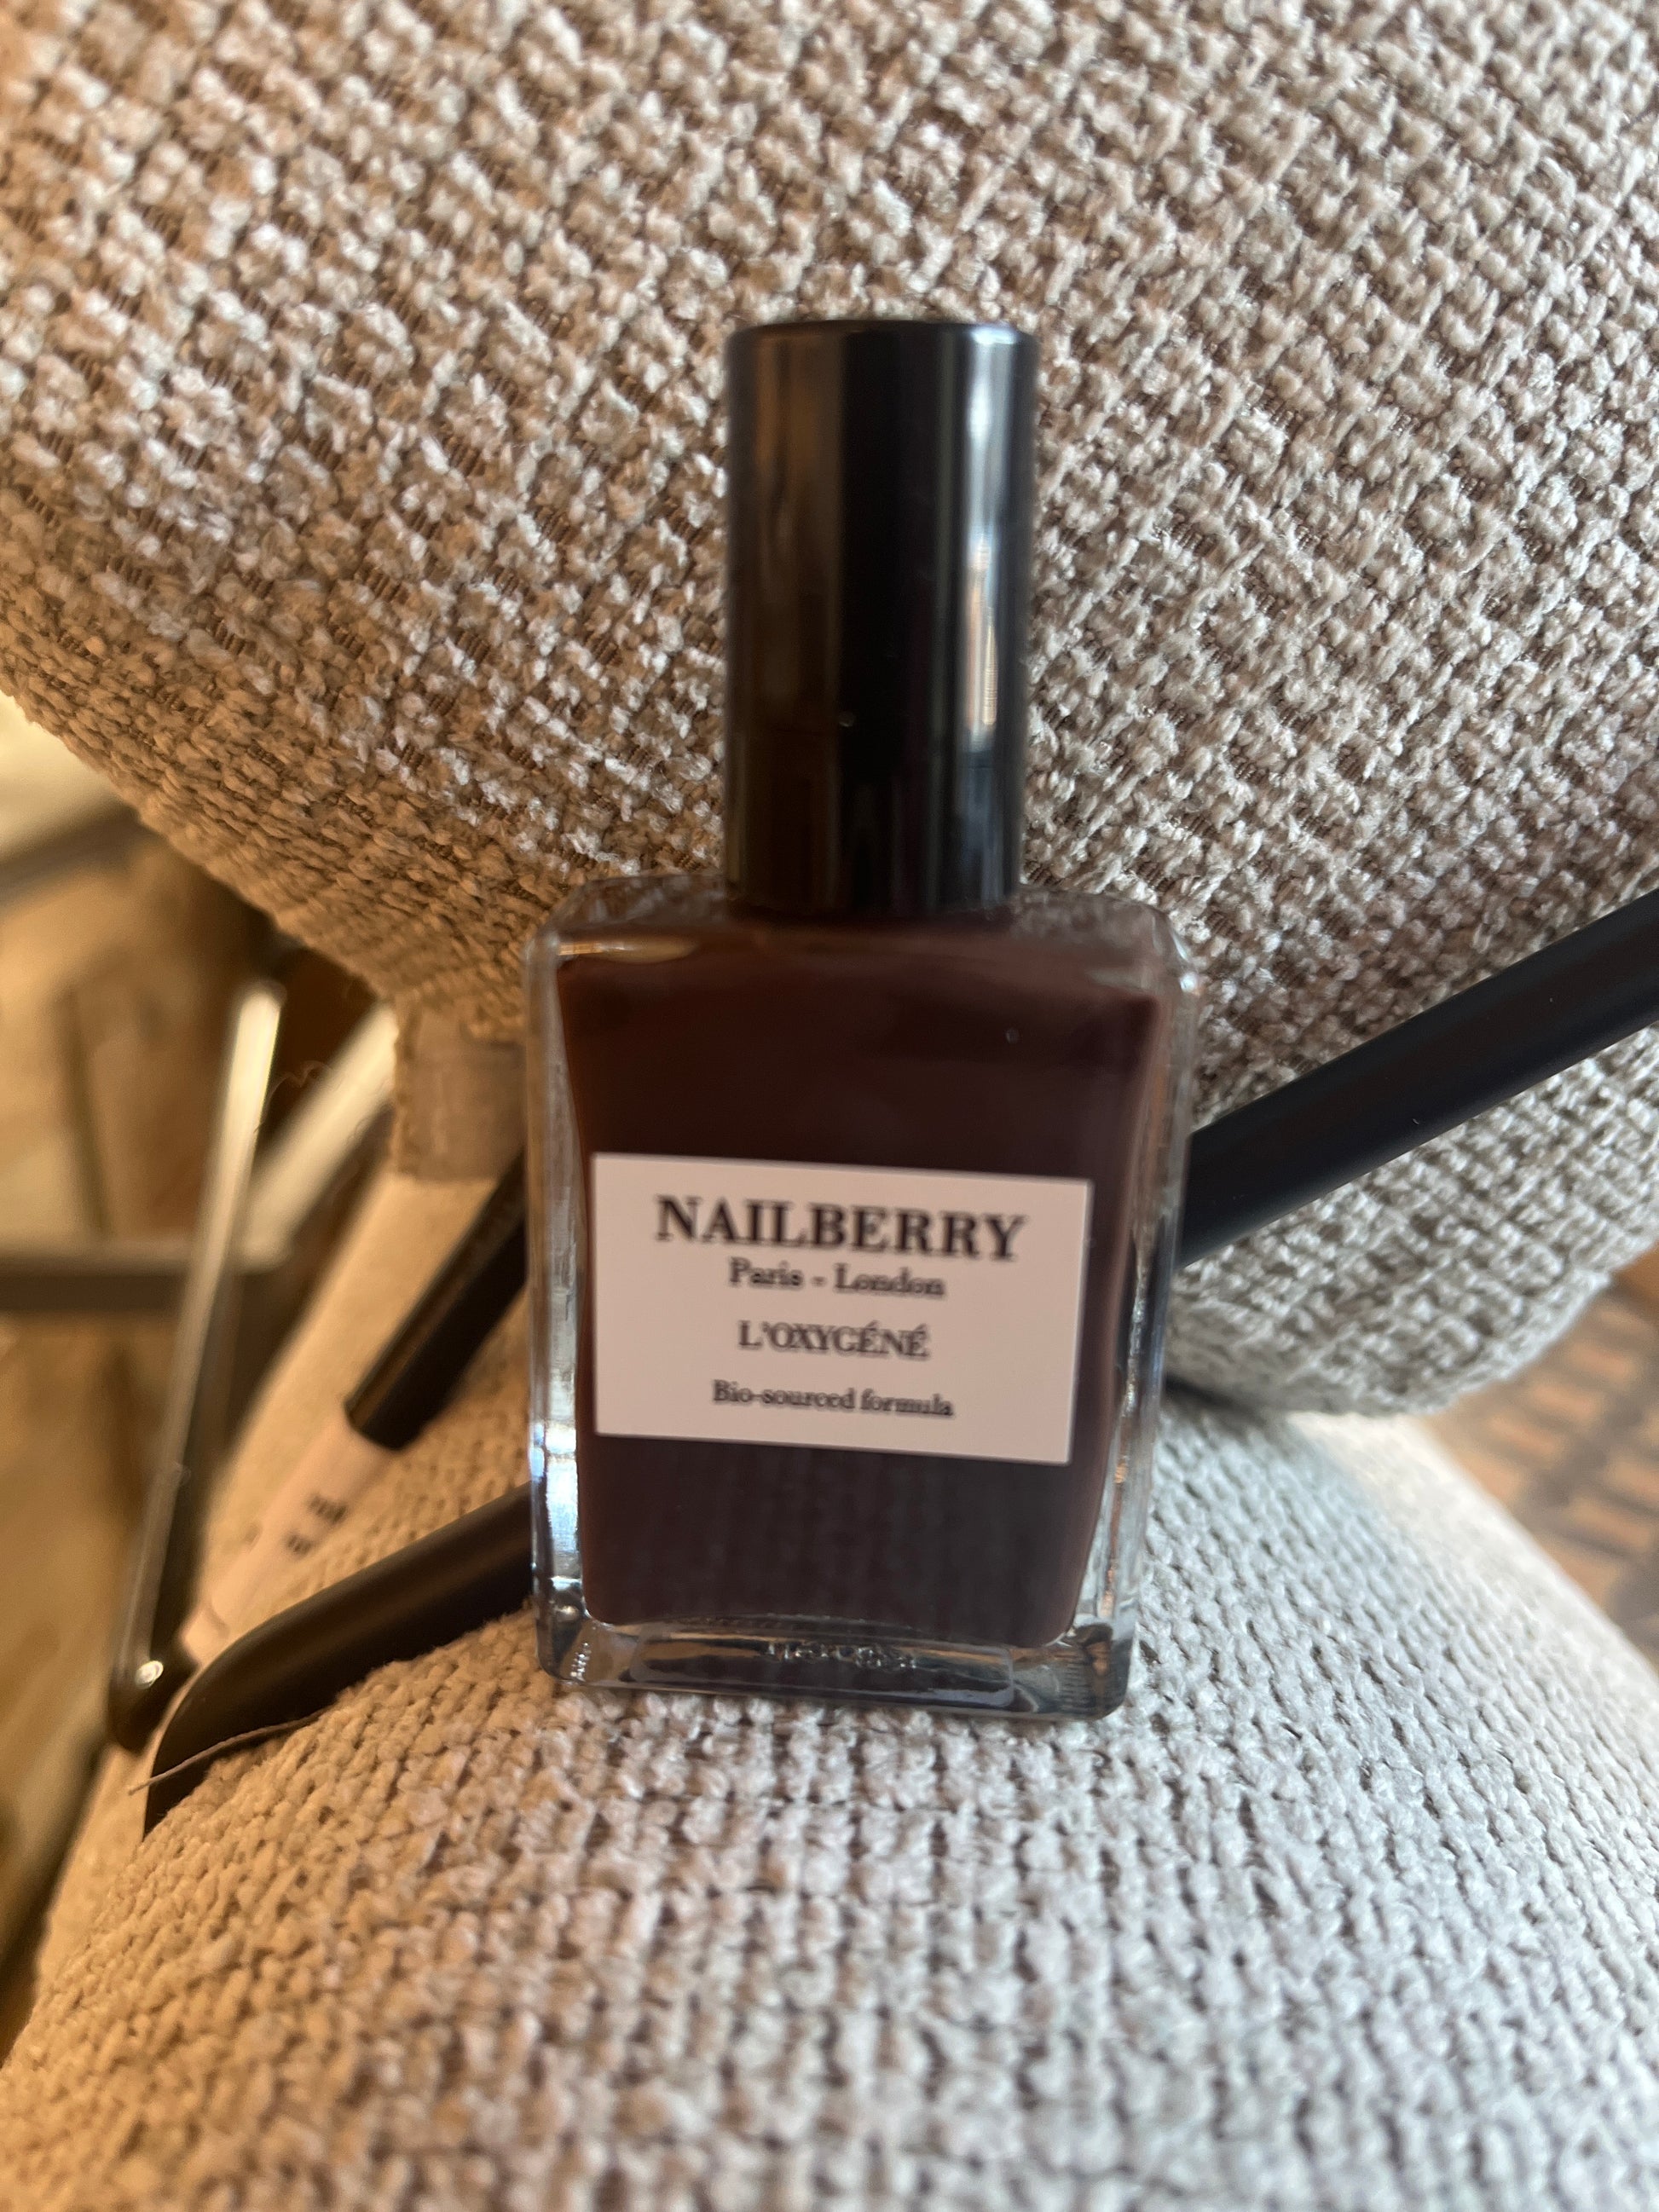 NAILBERRY
Paris - London
L'OXYGÉNÉ
Bio-sourced formula